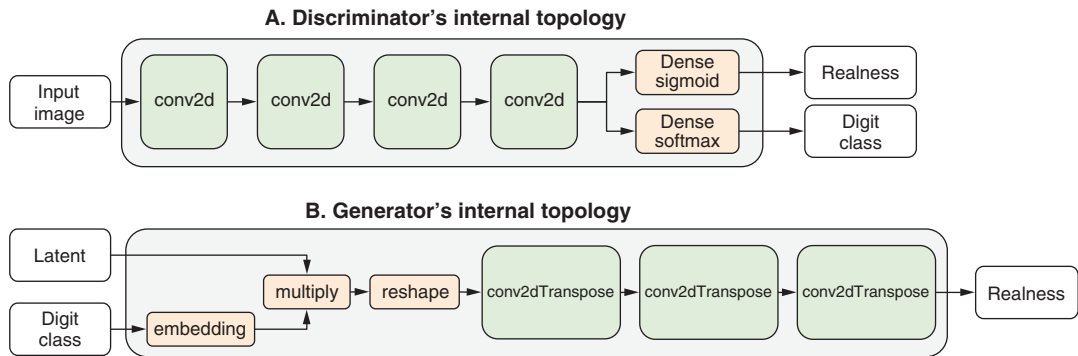 A. Discriminator's internal topology
Input
image
conv2d
conv2d
conv2d
conv2d
Dense
sigmoid
Dense
softmax
Realness
Digit
class
B. Generator's internal topology
Latent
Digit
class
embedding
multiply
reshape
conv2dTranspose
conv2dTranspose
conv2dTranspose
Realness